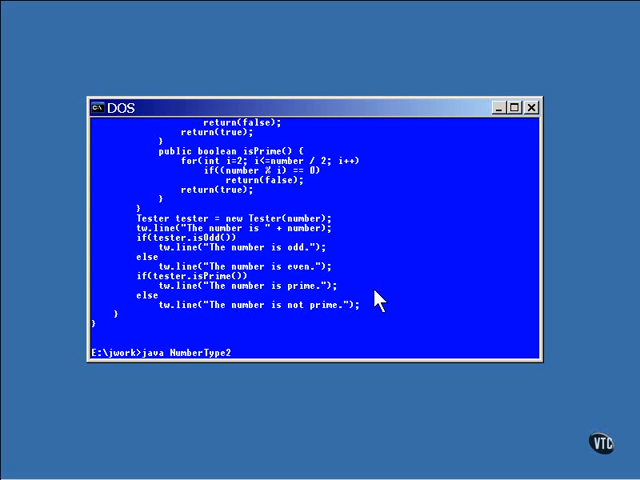 DOS
return(false);
return(true);
}
public boolean isPrime() {
for(int i=2; i<=number / 2; i++)
if((number % i) == 0)
return(false);
return(true);
}
}
Tester tester = new Tester(number);
tw.line("The number is " + number);
if(tester.isOdd())
tw.line("The number is odd.");
else
tw.line("The number is even.");
if(tester.isPrime())
tw.line("The number is prime.");
else
tw.line("The number is not prime.");
}
}
E:\jwork>java NumberType2
VTC